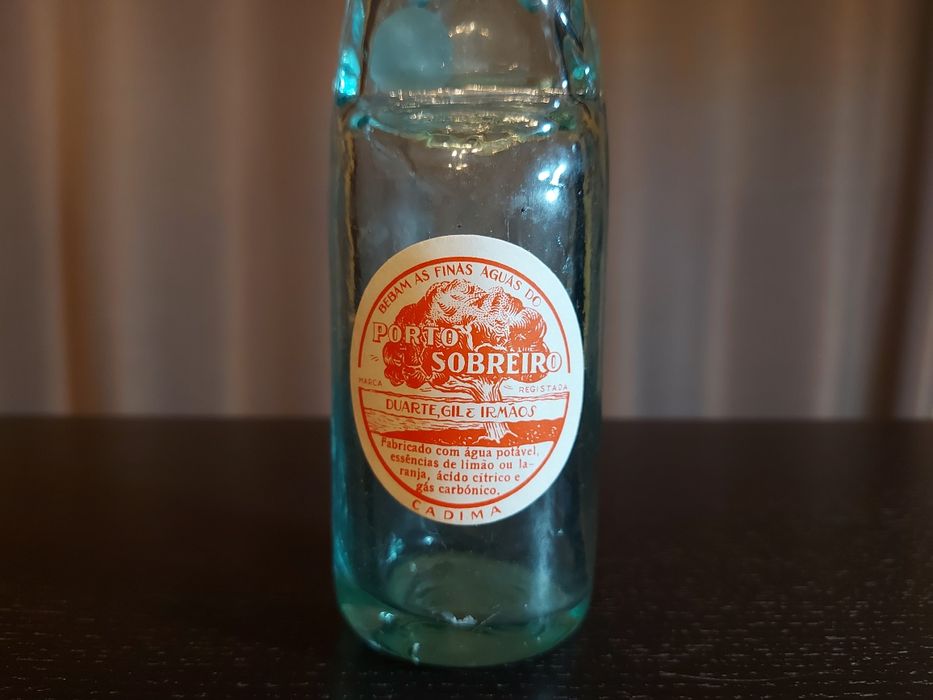 BEBAM AS FINAS AGUAS DO
PORTO
SOBREIRO
MARCA REGISTADA
DUARTE, GIL E IRMÃOS
Fabricado com água potável,
essências de limão ou la-
ranja, ácido cítrico e
gás carbónico.
CADIMA